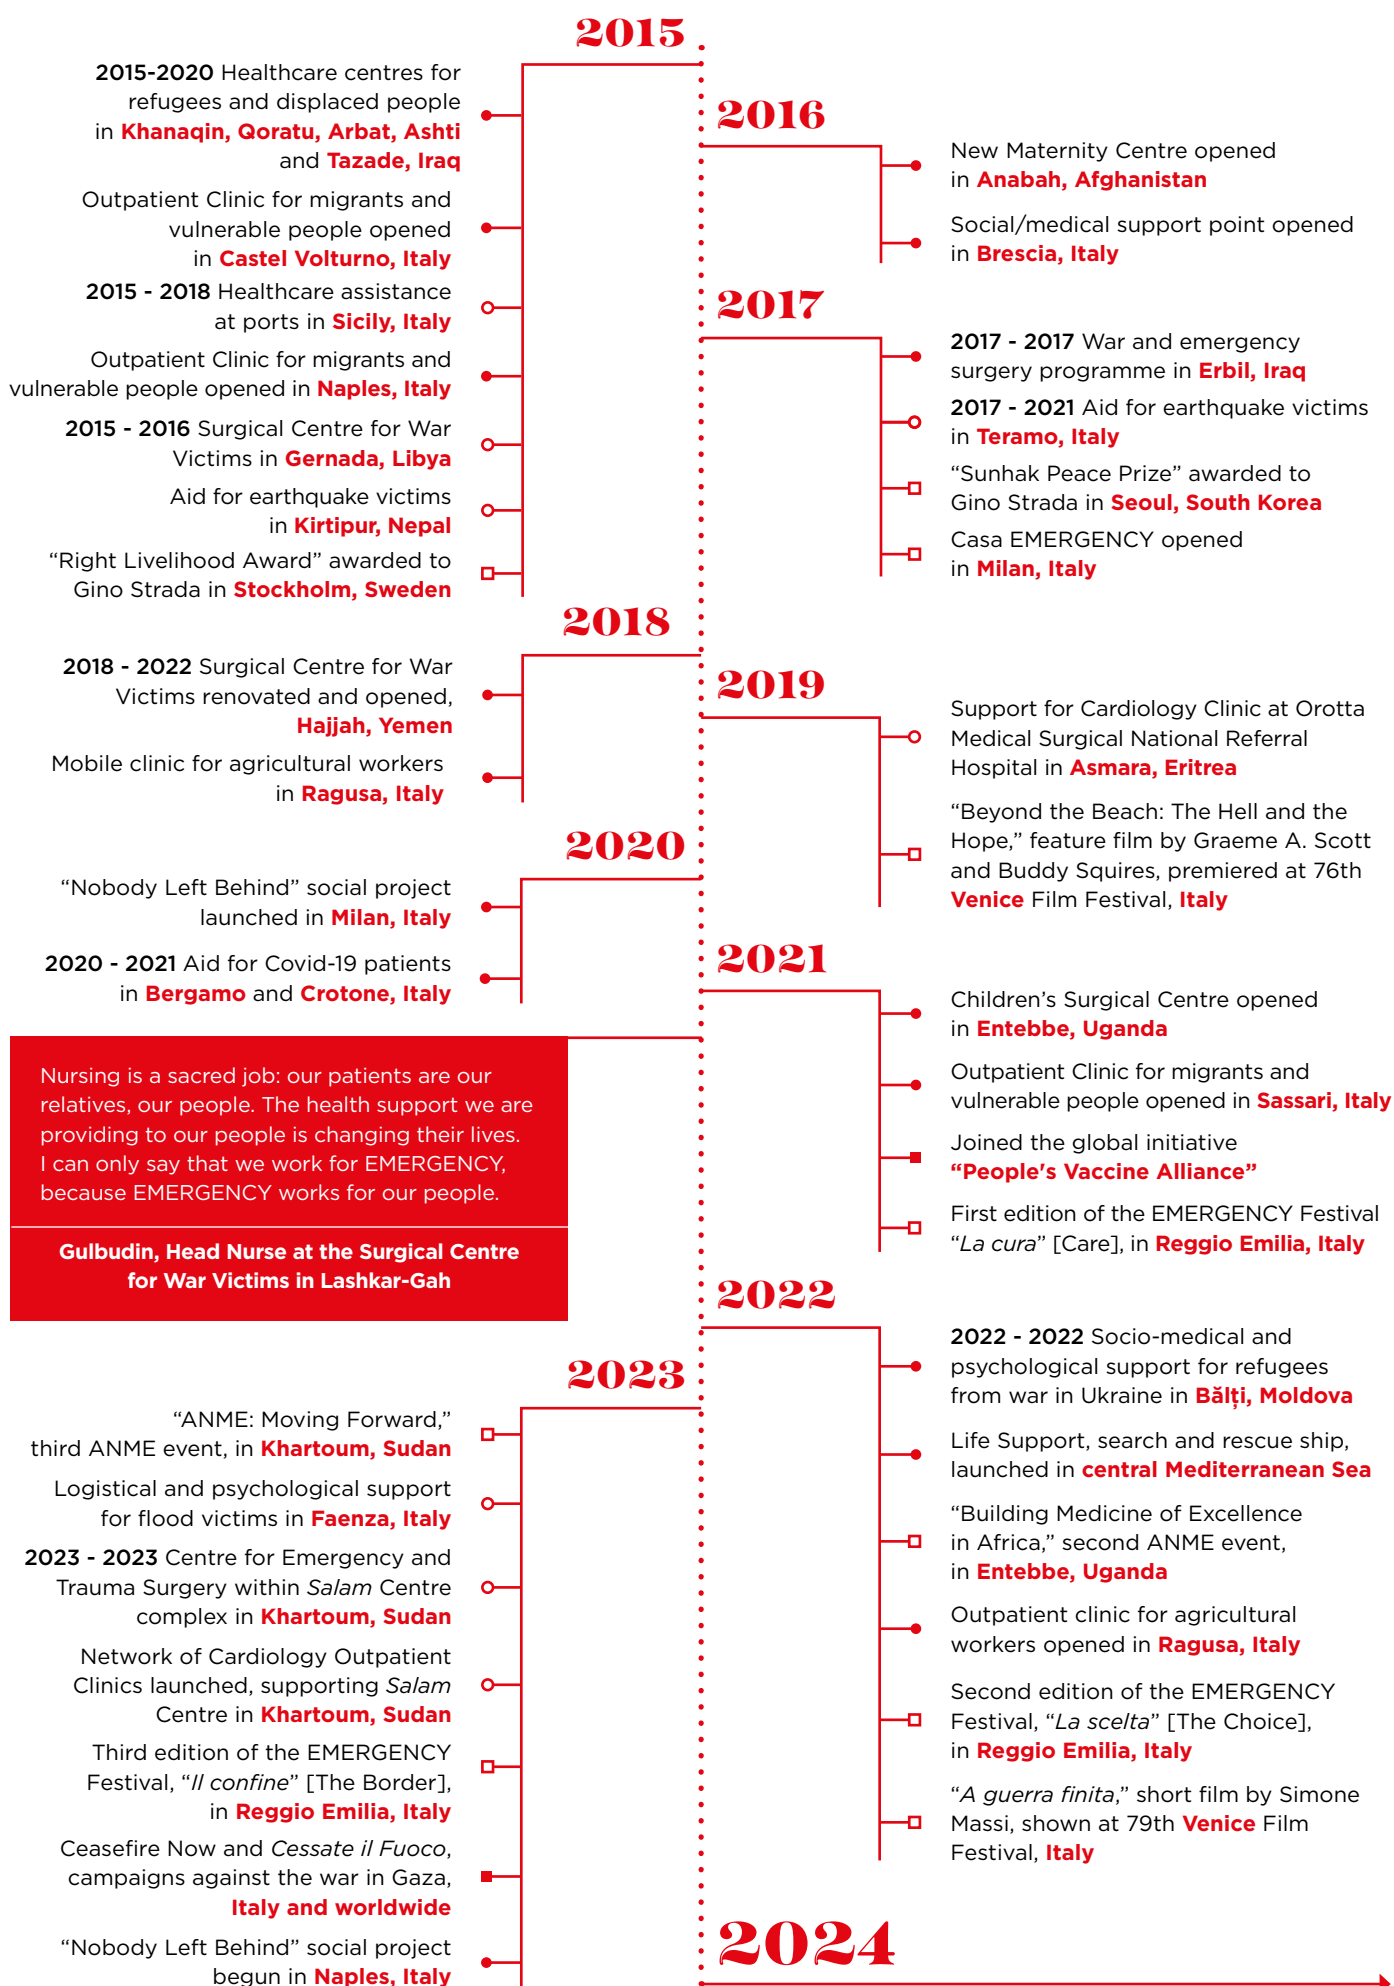 2015
2015-2020 Healthcare centres for
refugees and displaced people
in Khanaqin, Qoratu, Arbat, Ashti
and Tazade, Iraq
Outpatient Clinic for migrants and
vulnerable people opened
in Castel Volturno, Italy
2015 - 2018 Healthcare assistance
at ports in Sicily, Italy
Outpatient Clinic for migrants and
vulnerable people opened in Naples, Italy
2015 - 2016 Surgical Centre for War
Victims in Gernada, Libya
Aid for earthquake victims
in Kirtipur, Nepal
“Right Livelihood Award” awarded to
Gino Strada in Stockholm, Sweden
2016
New Maternity Centre opened
in Anabah, Afghanistan
Social/medical support point opened
in Brescia, Italy
2017
2017 - 2017 War and emergency
surgery programme in Erbil, Iraq
2017 - 2021 Aid for earthquake victims
in Teramo, Italy
“Sunhak Peace Prize” awarded to
Gino Strada in Seoul, South Korea
Casa EMERGENCY opened
in Milan, Italy
2018
2018 - 2022 Surgical Centre for War
Victims renovated and opened,
Hajjah, Yemen
Mobile clinic for agricultural workers
in Ragusa, Italy
2019
Support for Cardiology Clinic at Orotta
Medical Surgical National Referral
Hospital in Asmara, Eritrea
“Beyond the Beach: The Hell and the
Hope,” feature film by Graeme A. Scott
and Buddy Squires, premiered at 76th
Venice Film Festival, Italy
2020
“Nobody Left Behind” social project
launched in Milan, Italy
2020 - 2021 Aid for Covid-19 patients
in Bergamo and Crotone, Italy
2021
Children’s Surgical Centre opened
in Entebbe, Uganda
Outpatient Clinic for migrants and
vulnerable people opened in Sassari, Italy
Joined the global initiative
“People's Vaccine Alliance”
First edition of the EMERGENCY Festival
“La cura” [Care], in Reggio Emilia, Italy
Nursing is a sacred job: our patients are our
relatives, our people. The health support we are
providing to our people is changing their lives.
I can only say that we work for EMERGENCY,
because EMERGENCY works for our people.
Gulbudin, Head Nurse at the Surgical Centre
for War Victims in Lashkar-Gah
2022
2022 - 2022 Socio-medical and
psychological support for refugees
from war in Ukraine in Bălți, Moldova
Life Support, search and rescue ship,
launched in central Mediterranean Sea
“Building Medicine of Excellence
in Africa,” second ANME event,
in Entebbe, Uganda
Outpatient clinic for agricultural
workers opened in Ragusa, Italy
Second edition of the EMERGENCY
Festival, “La scelta” [The Choice],
in Reggio Emilia, Italy
“A guerra finita,” short film by Simone
Massi, shown at 79th Venice Film
Festival, Italy
2023
“ANME: Moving Forward,”
third ANME event, in Khartoum, Sudan
Logistical and psychological support
for flood victims in Faenza, Italy
2023 - 2023 Centre for Emergency and
Trauma Surgery within Salam Centre
complex in Khartoum, Sudan
Network of Cardiology Outpatient
Clinics launched, supporting Salam
Centre in Khartoum, Sudan
Third edition of the EMERGENCY
Festival, “Il confine” [The Border],
in Reggio Emilia, Italy
Ceasefire Now and Cessate il Fuoco,
campaigns against the war in Gaza,
Italy and worldwide
“Nobody Left Behind” social project
begun in Naples, Italy
2024